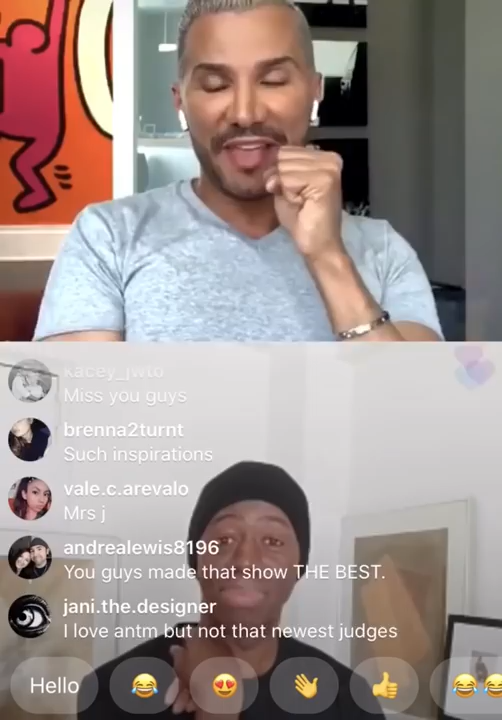 kacey_jwto
Miss you guys
brenna2turnt
Such inspirations
vale.c.arevalo
Mrs j
andrealewis8196
You guys made that show THE BEST.
jani.the.designer
I love antm but not that newest judges
Hello